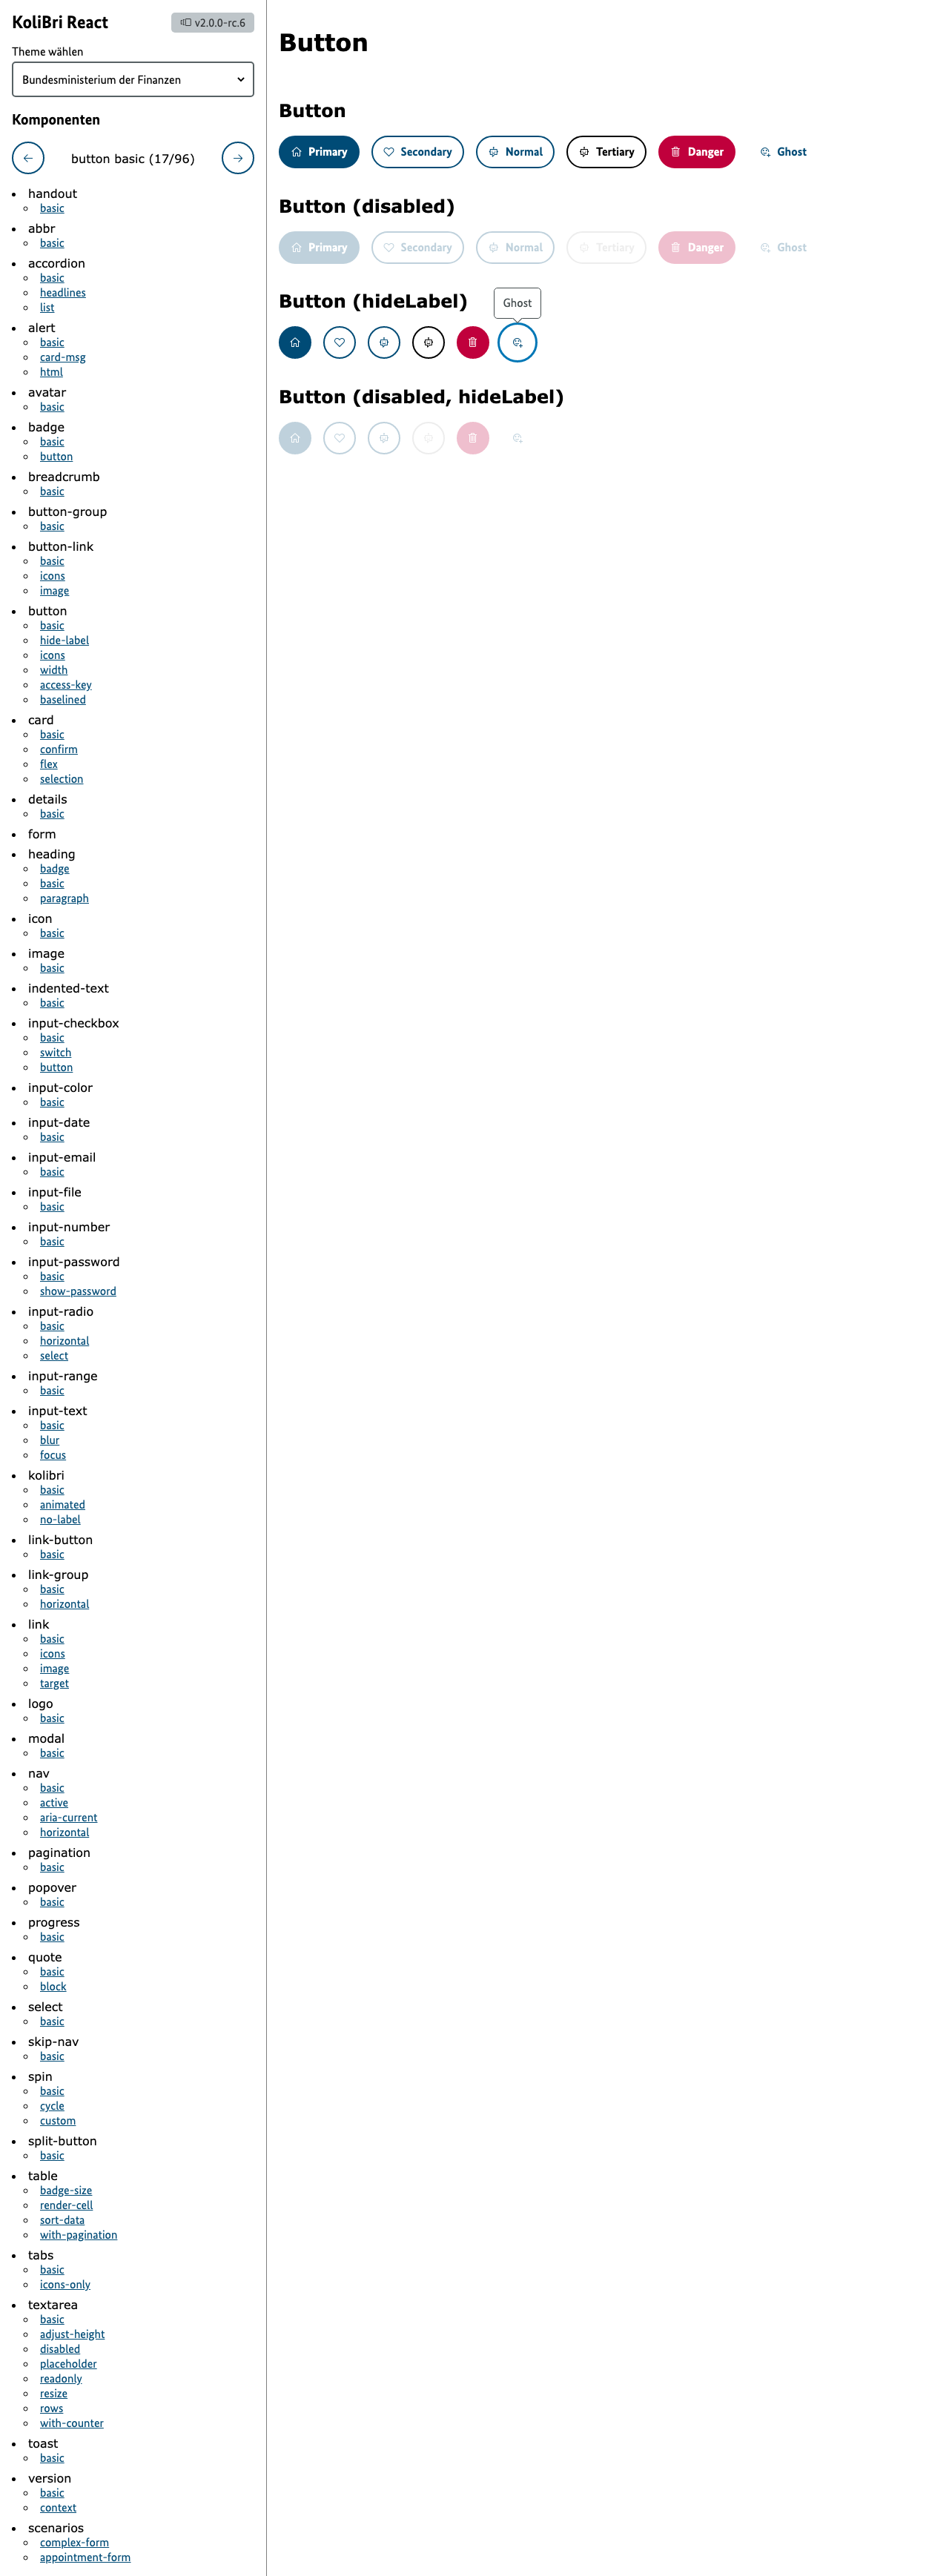 KoliBri React
v2.0.0-rc.6
Theme wählen
Bundesministerium der Finanzen
Komponenten
button basic (17/96)
handout
basic
abbr
basic
accordion
basic
headlines
list
alert
basic
card-msg
html
avatar
basic
badge
basic
button
breadcrumb
basic
button-group
basic
button-link
basic
icons
image
button
basic
hide-label
icons
width
access-key
baselined
card
basic
confirm
flex
selection
details
basic
form
heading
badge
basic
paragraph
icon
basic
image
basic
indented-text
basic
input-checkbox
basic
switch
button
input-color
basic
input-date
basic
input-email
basic
input-file
basic
input-number
basic
input-password
basic
show-password
input-radio
basic
horizontal
select
input-range
basic
input-text
basic
blur
focus
kolibri
basic
animated
no-label
link-button
basic
link-group
basic
horizontal
link
basic
icons
image
target
logo
basic
modal
basic
nav
basic
active
aria-current
horizontal
pagination
basic
popover
basic
progress
basic
quote
basic
block
select
basic
skip-nav
basic
spin
basic
cycle
custom
split-button
basic
table
badge-size
render-cell
sort-data
with-pagination
tabs
basic
icons-only
textarea
basic
adjust-height
disabled
placeholder
readonly
resize
rows
with-counter
toast
basic
version
basic
context
scenarios
complex-form
appointment-form
Button
Button
Primary Secondary Normal Tertiary Danger Ghost
Button (disabled)
Primary Secondary Normal Tertiary Danger Ghost
Button (hideLabel)
Ghost
Button (disabled, hideLabel)